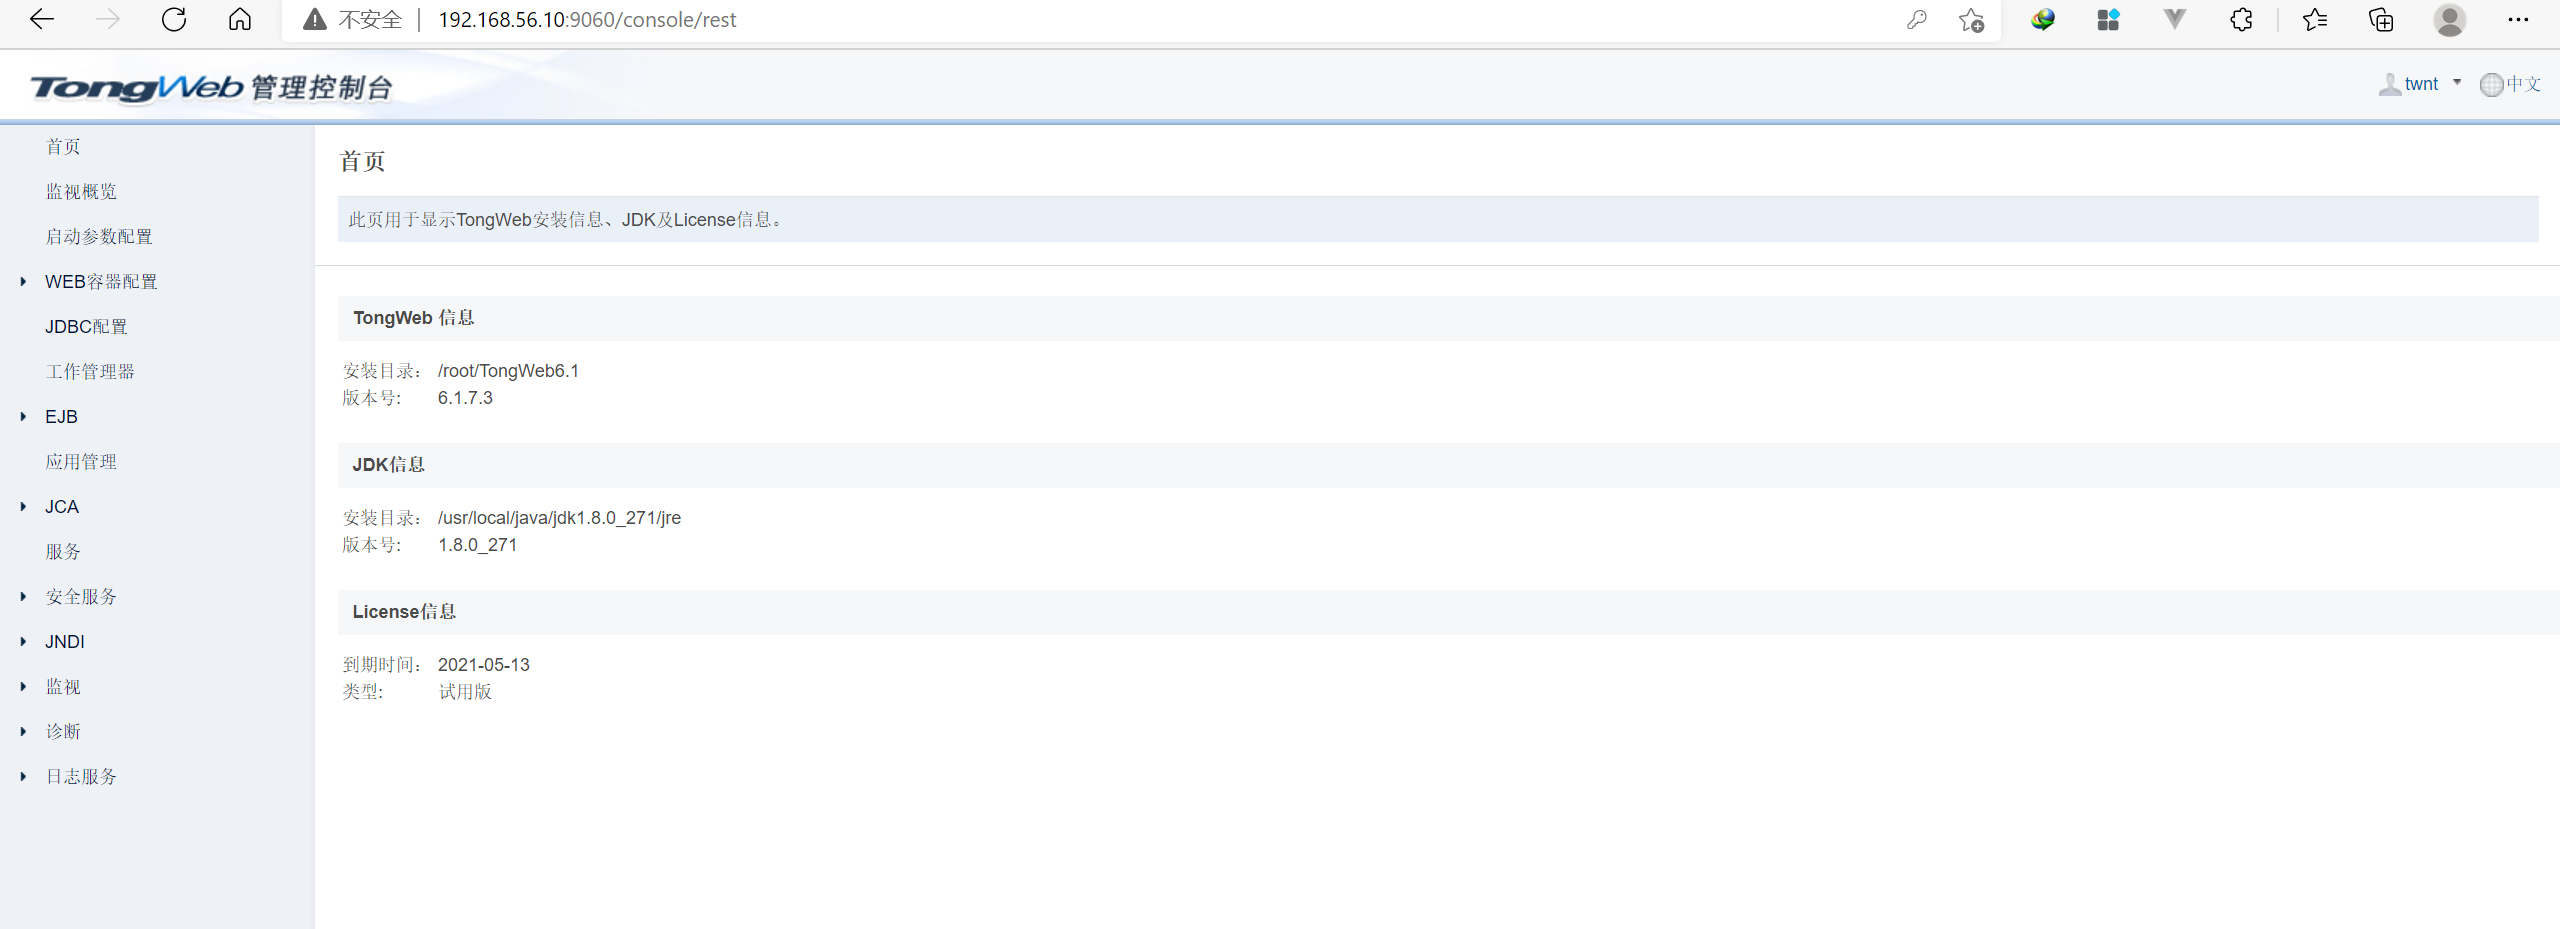 不安全 192.168.56.10:9060/console/rest
TongWeb 管理控制台
twnt 中文
首页
监视概览
启动参数配置
WEB容器配置
JDBC配置
工作管理器
EJB
应用管理
JCA
服务
安全服务
JNDI
监视
诊断
日志服务
首页
此页用于显示TongWeb安装信息、JDK及License信息。
TongWeb 信息
安装目录： /root/TongWeb6.1
版本号: 6.1.7.3
JDK信息
安装目录： /usr/local/java/jdk1.8.0_271/jre
版本号: 1.8.0_271
License信息
到期时间： 2021-05-13
类型: 试用版